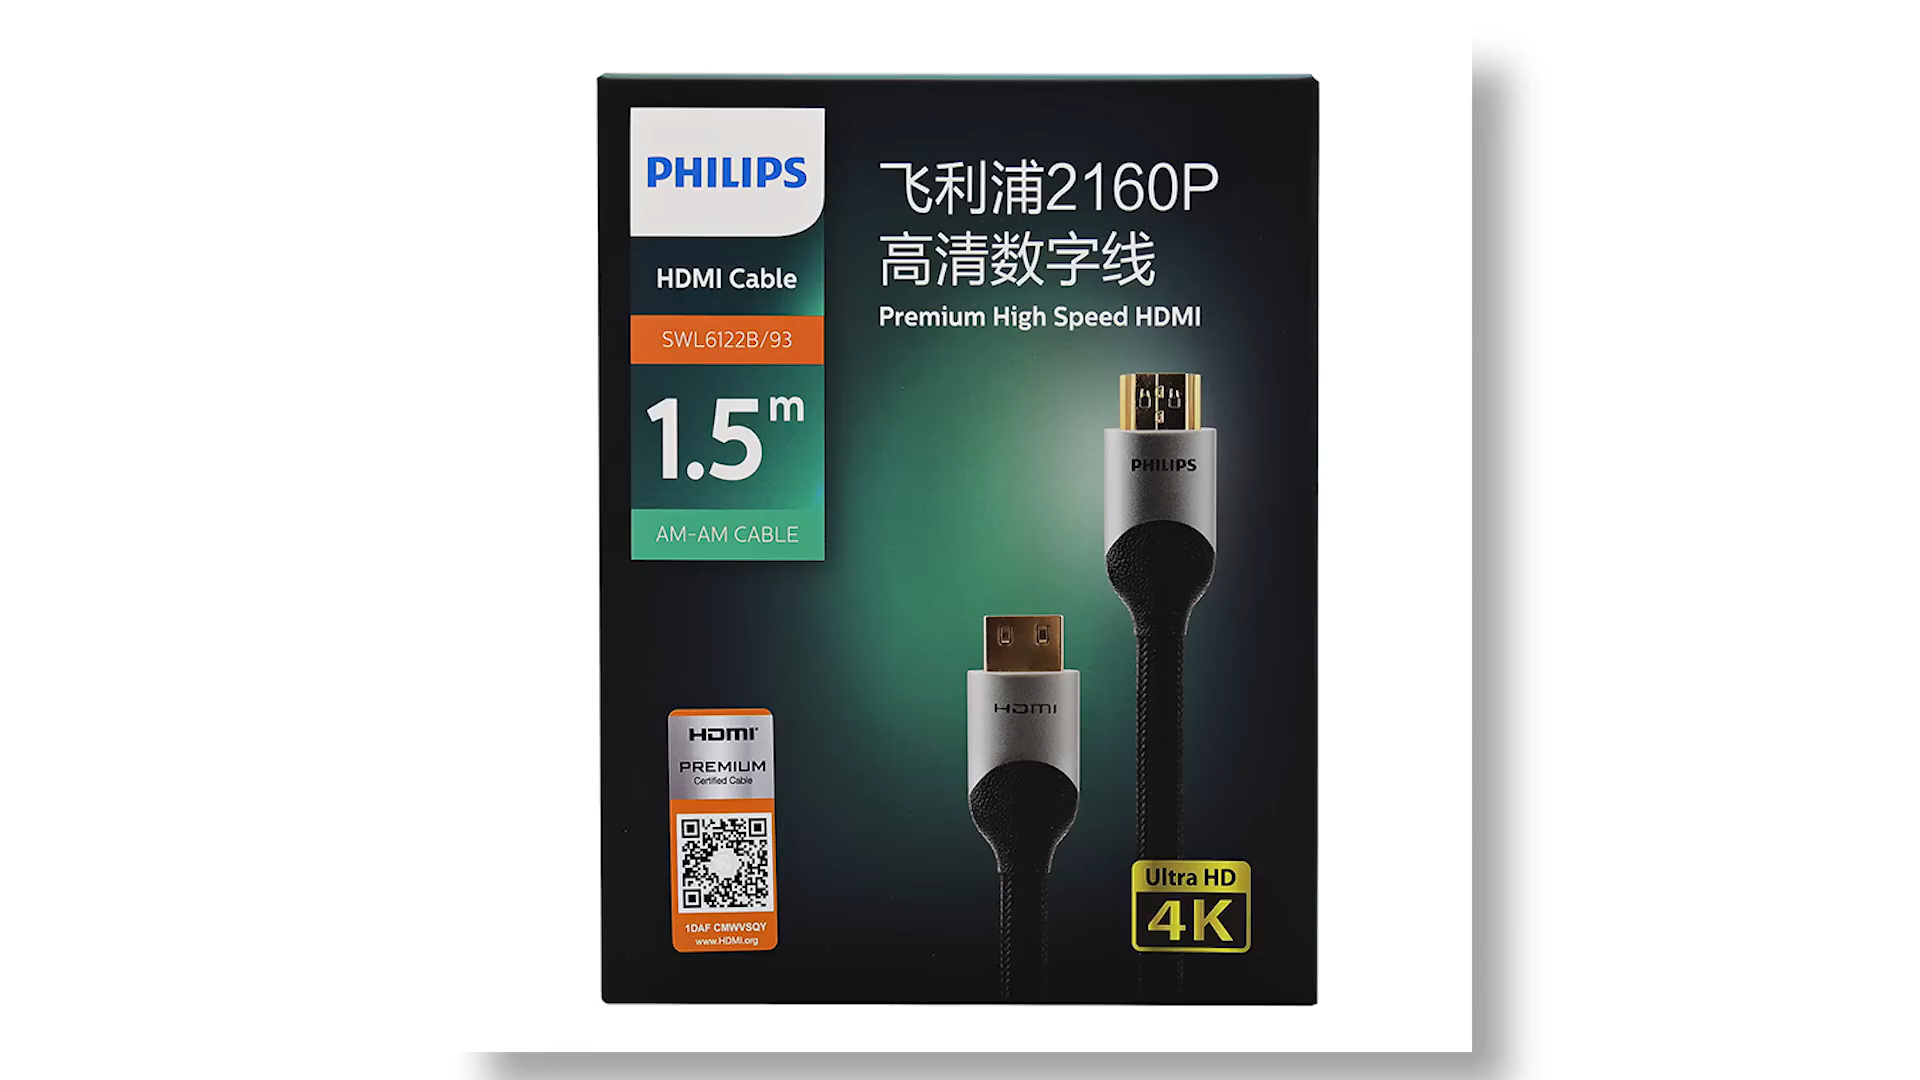 PHILIPS
HDMI Cable
SWL6122B/93
1.5m
AM-AM CABLE
飞利浦2160P
高清数字线
Premium High Speed HDMI
PHILIPS
HDMI
HDMI
PREMIUM
Certified Cable
1DAF CMWVSQY
www.HDMI.org
Ultra HD
4K